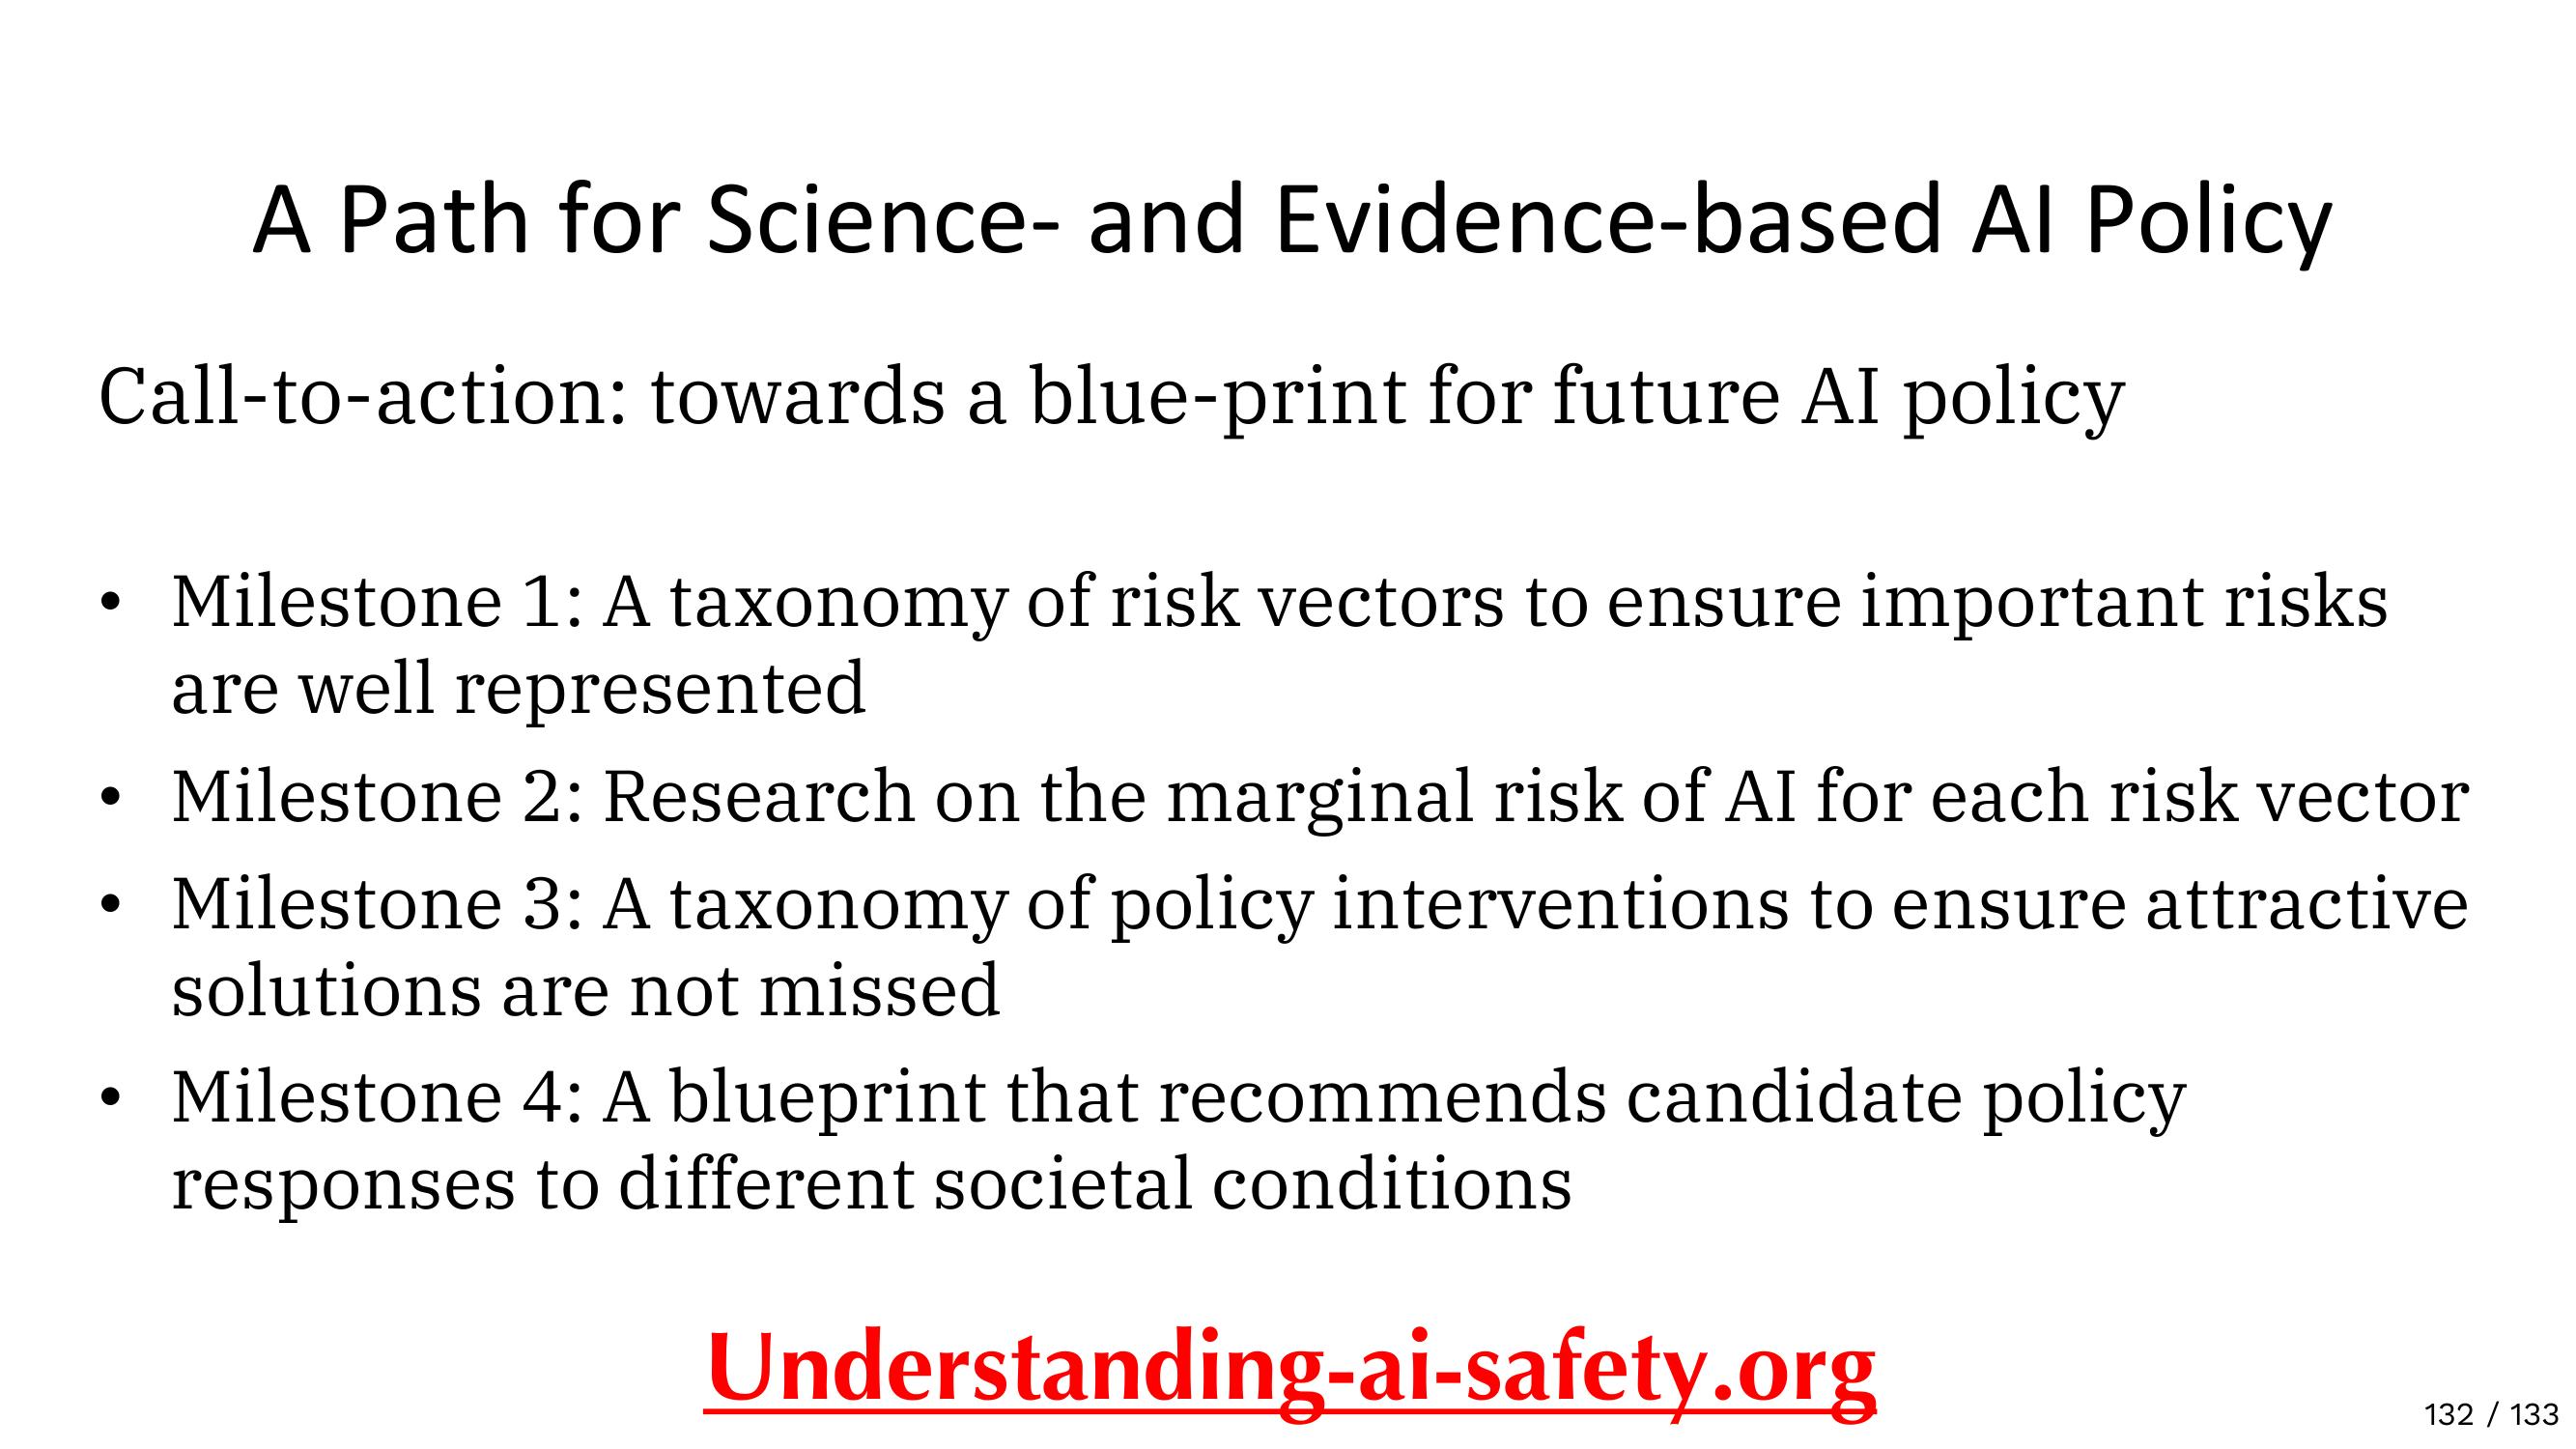 A Path for Science- and Evidence-based AI Policy
Call-to-action: towards a blue-print for future AI policy
• Milestone 1: A taxonomy of risk vectors to ensure important risks
are well represented
• Milestone 2: Research on the marginal risk of AI for each risk vector
• Milestone 3: A taxonomy of policy interventions to ensure attractive
solutions are not missed
• Milestone 4: A blueprint that recommends candidate policy
responses to different societal conditions
Understanding-ai-safety.org
132 / 133